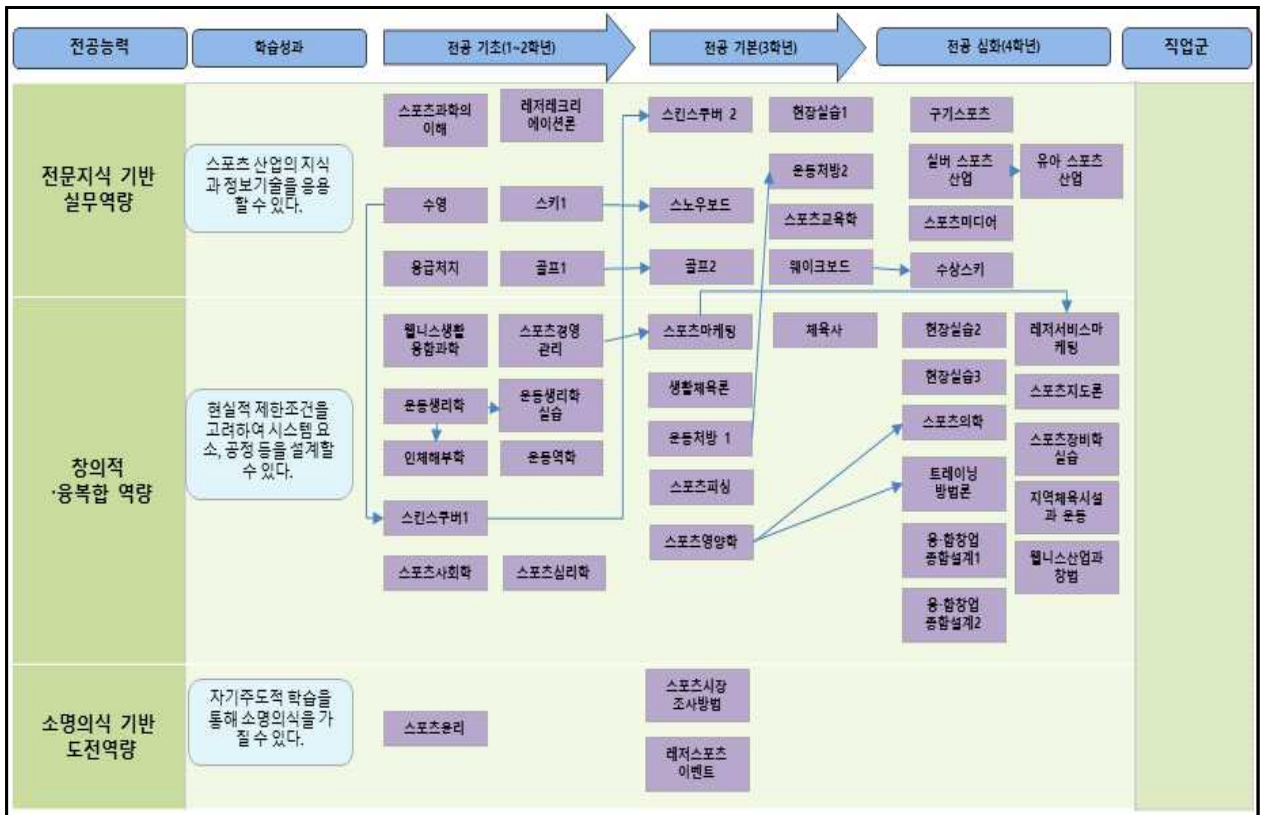 전공능력
학습성과
전공 기초(1~2학년)
전공 기본(3학년)
전공 심화(4학년)
직업군
전문지식 기반
실무역량
스포츠 산업의 지식
과 정보기술을 응용
할 수 있다.
스포츠과학의
이해
레저레크리
에이션론
스킨스쿠버 2
현장실습1
구기스포츠
운동처방2
실버 스포츠
산업
유아 스포츠
산업
수영
스키1
스노우보드
스포츠교육학
스포츠미디어
응급처치
골프1
골프2
웨이크보드
수상스키
창의적
·융복합 역량
현실적 제한조건을
고려하여 시스템 요
소, 공정 등을 설계할
수 있다.
웰니스생활
융합과학
스포츠경영
관리
스포츠마케팅
체육사
현장실습2
레저서비스마
케팅
운동생리학
운동생리학
실습
생활체육론
현장실습3
스포츠지도론
인체해부학
운동역학
운동처방 1
스포츠의학
스포츠장비학
실습
스포츠피싱
트레이닝
방법론
지역체육시설
과 운동
스킨스쿠버1
스포츠영양학
융·합창업
종합설계1
웰니스산업과
창범
스포츠사회학
스포츠심리학
융·합창업
종합설계2
소명의식 기반
도전역량
자기주도적 학습을
통해 소명의식을 가
질 수 있다.
스포츠윤리
스포츠시장
조사방법
레저스포츠
이벤트